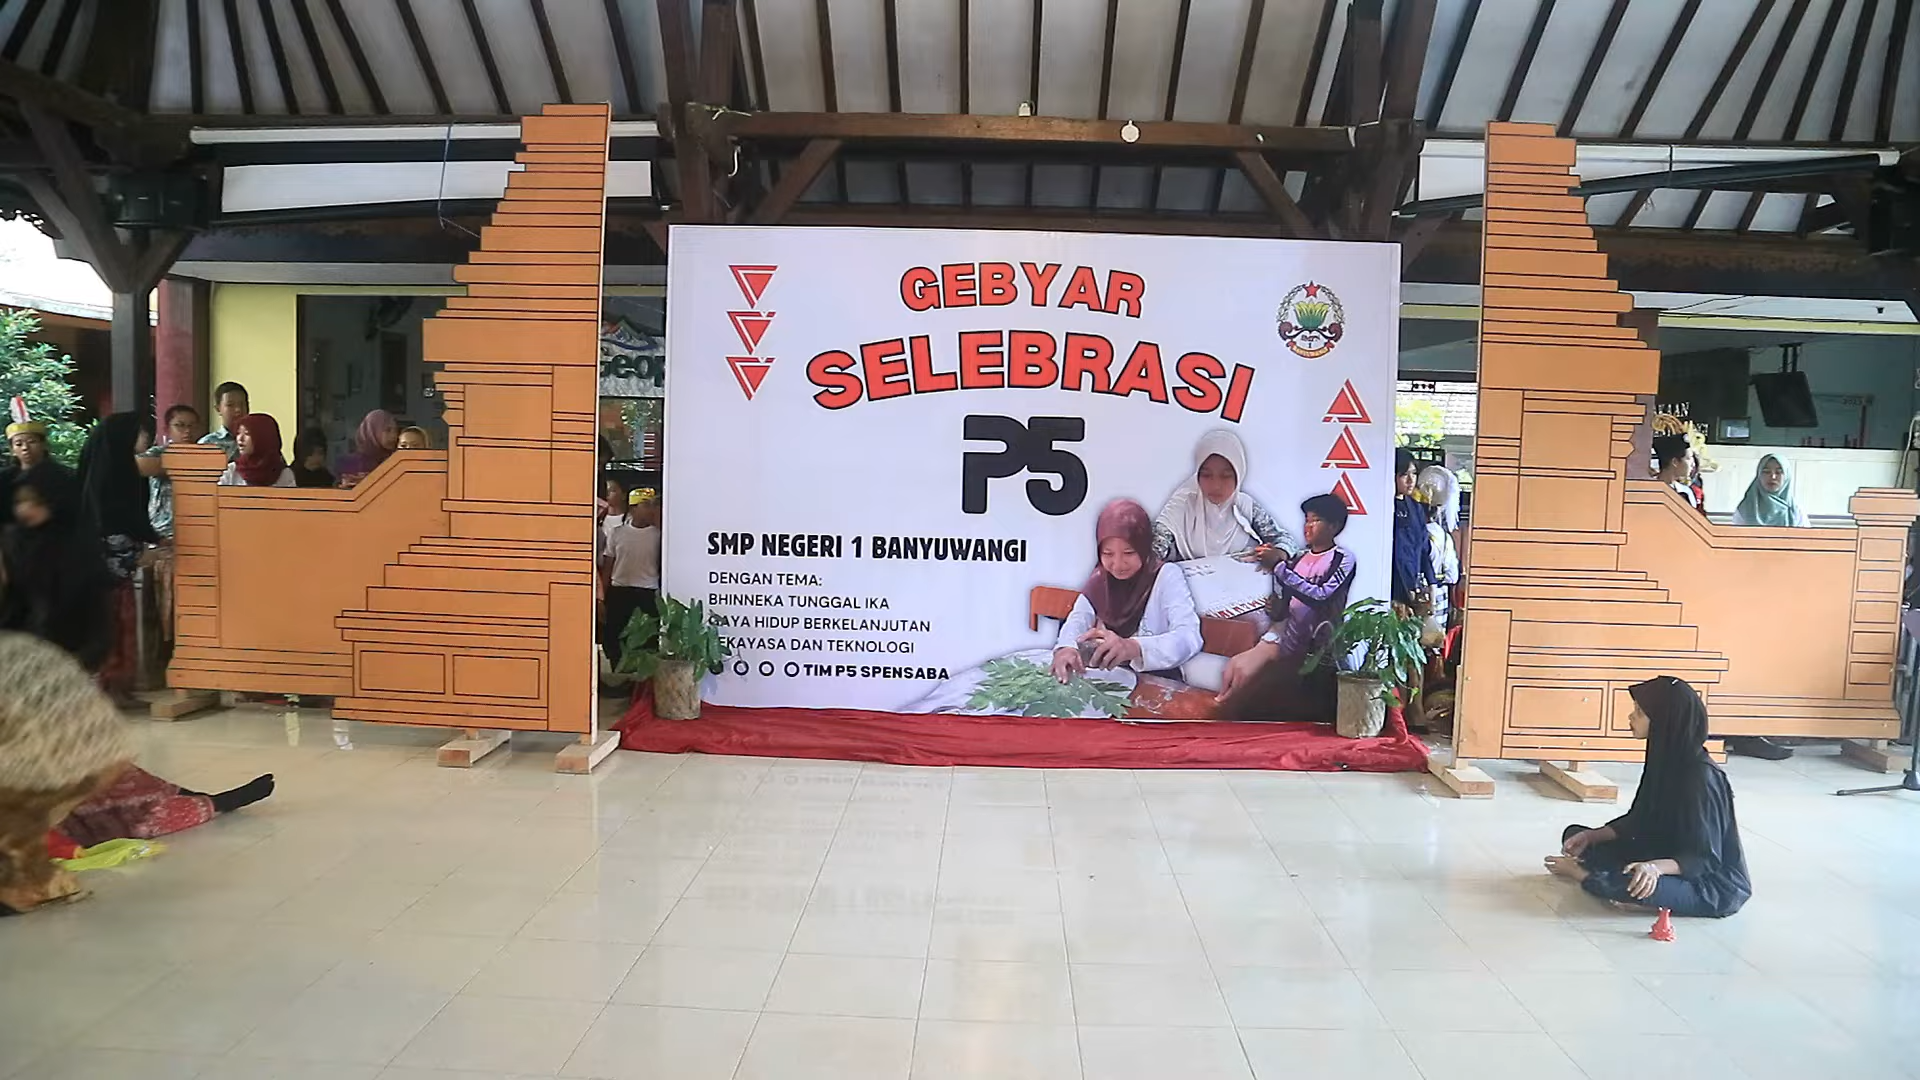 GEBYAR
SELEBRASI
P5
SMP NEGERI 1 BANYUWANGI
DENGAN TEMA:
BHINNEKA TUNGGAL IKA
GAYA HIDUP BERKELANJUTAN
REKAYASA DAN TEKNOLOGI
TIM P5 SPENSABA